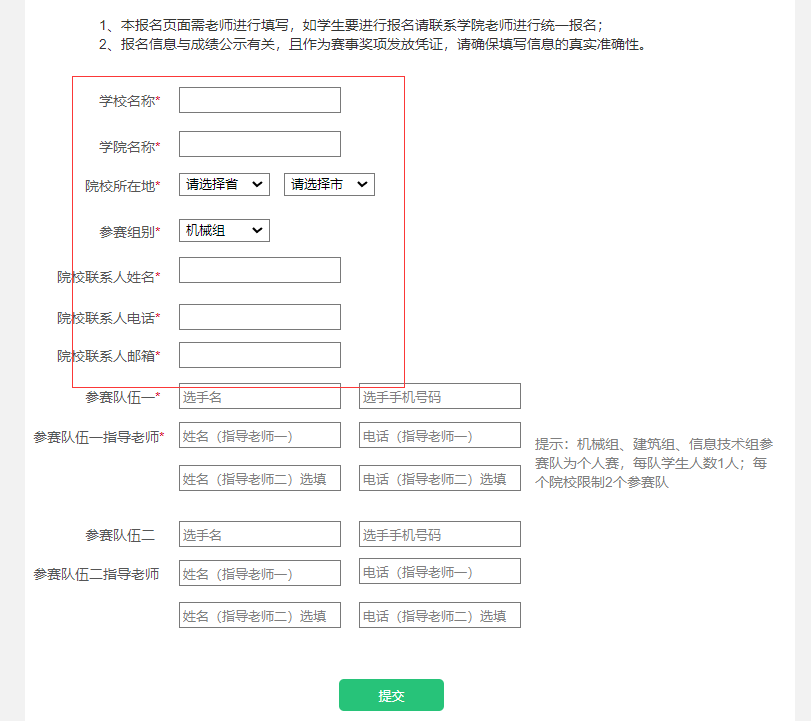 1、本报名页面需老师进行填写，如学生要进行报名请联系学院老师进行统一报名；
2、报名信息与成绩公示有关，且作为赛事奖项发放凭证，请确保填写信息的真实准确性。
学校名称*
学院名称*
院校所在地* 请选择省 请选择市
参赛组别* 机械组
院校联系人姓名*
院校联系人电话*
院校联系人邮箱*
参赛队伍一* 选手名 选手手机号码
参赛队伍一指导老师* 姓名（指导老师一） 电话（指导老师一）
姓名（指导老师二）选填 电话（指导老师二）选填
提示：机械组、建筑组、信息技术组参
赛队为个人赛，每队学生人数1人；每
个院校限制2个参赛队
参赛队伍二 选手名 选手手机号码
参赛队伍二指导老师 姓名（指导老师一） 电话（指导老师一）
姓名（指导老师二）选填 电话（指导老师二）选填
提交